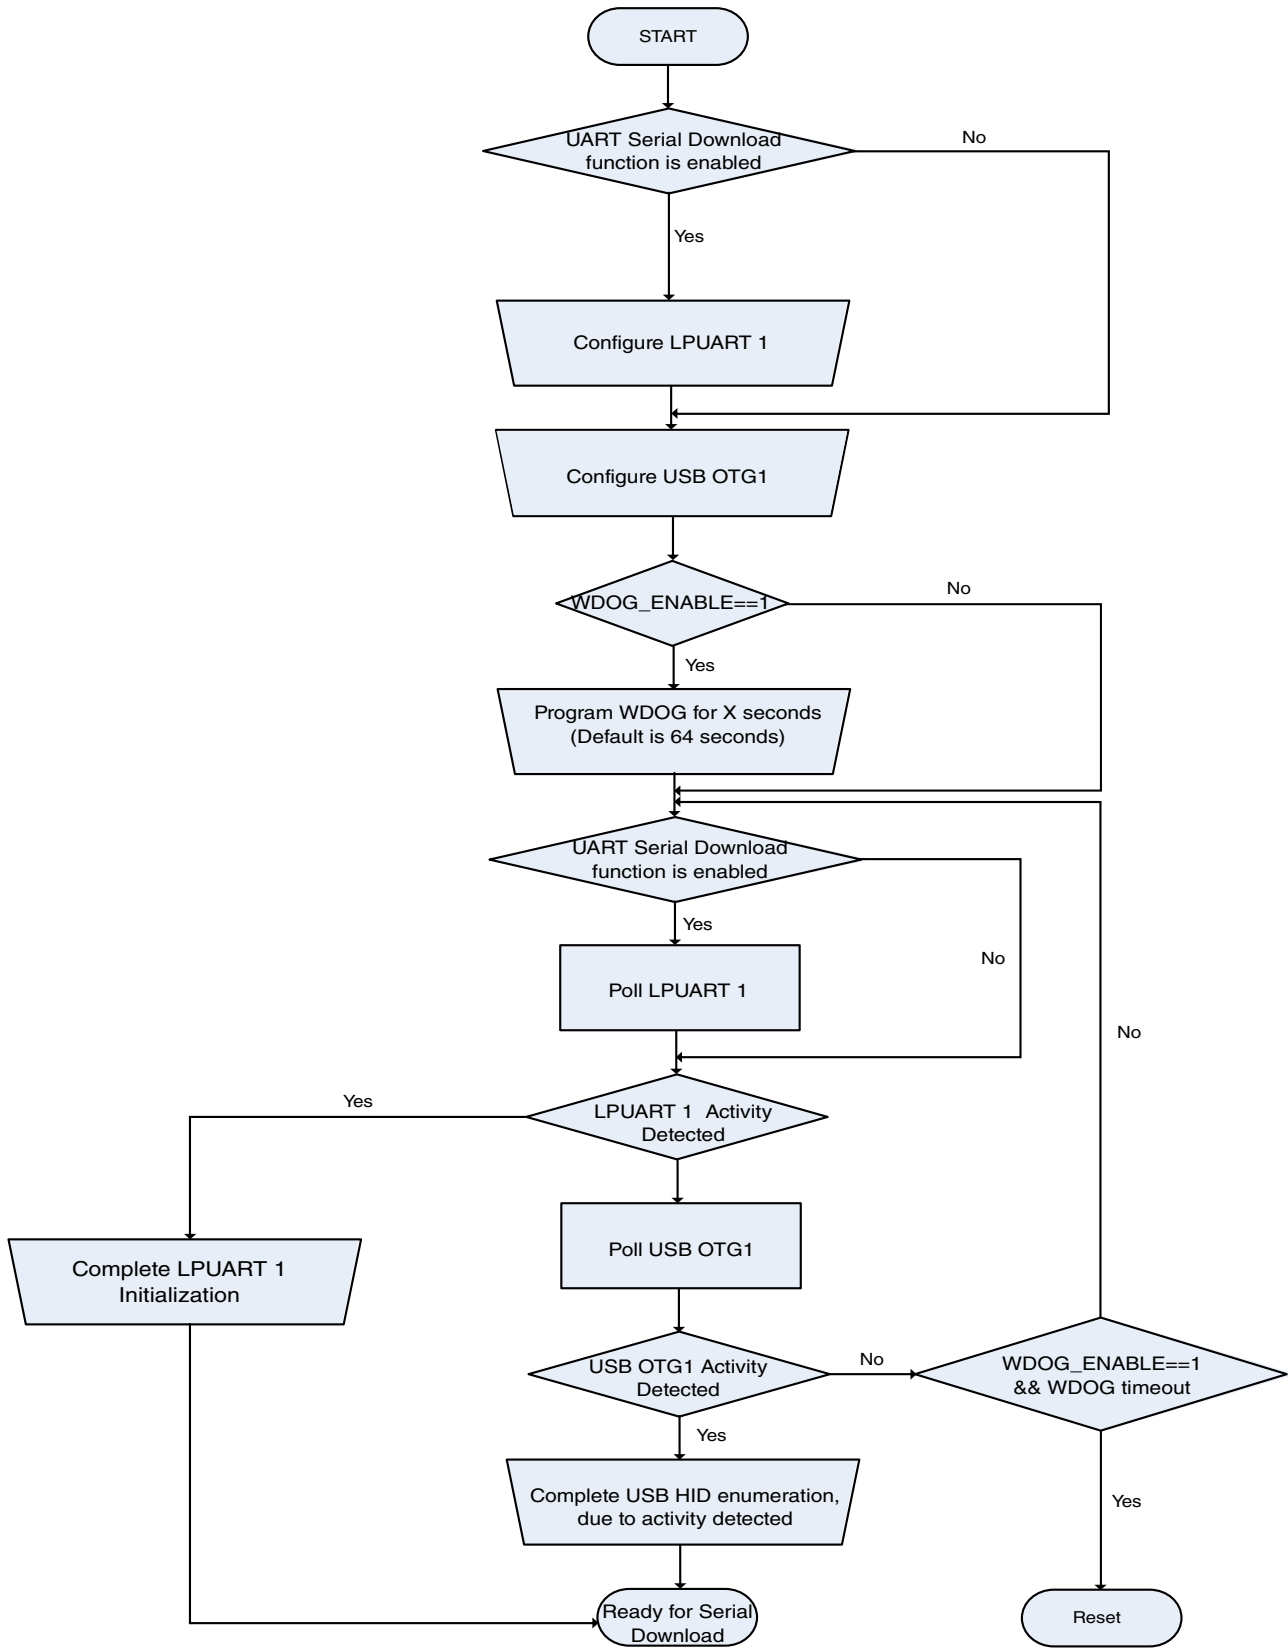 START
UART Serial Download
function is enabled
No
Yes
Configure LPUART 1
Configure USB OTG1
WDOG_ENABLE==1
No
Yes
Program WDOG for X seconds
(Default is 64 seconds)
UART Serial Download
function is enabled
Yes
No
Poll LPUART 1
No
LPUART 1 Activity
Detected
Yes
Poll USB OTG1
Complete LPUART 1
Initialization
USB OTG1 Activity
Detected
No
WDOG_ENABLE==1
&& WDOG timeout
Yes
Complete USB HID enumeration,
due to activity detected
Yes
Ready for Serial
Download
Reset